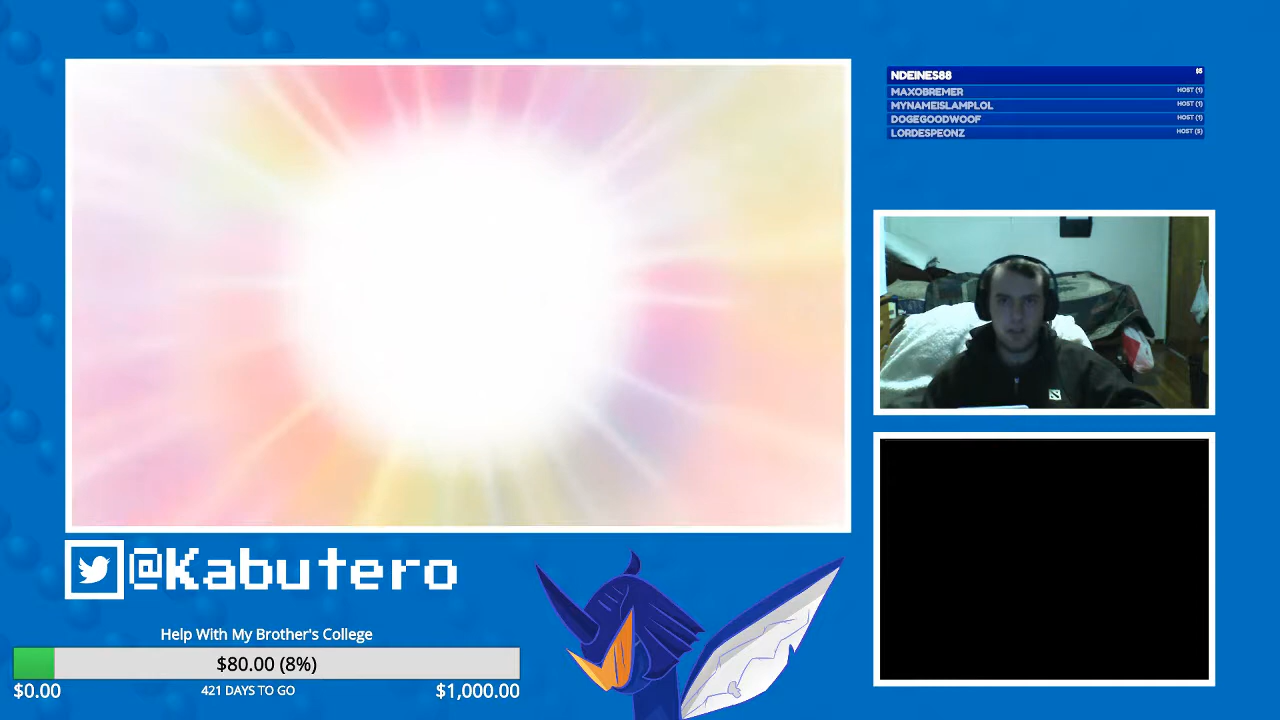 NDEINES88 $5
MAXOBREMER HOST (1)
MYNAMEISLAMPLOL HOST (1)
DOGEGOODWOOF HOST (1)
LORDESPEONZ HOST (3)
@Kabutero
Help With My Brother's College
$80.00 (8%)
$0.00 421 DAYS TO GO $1,000.00